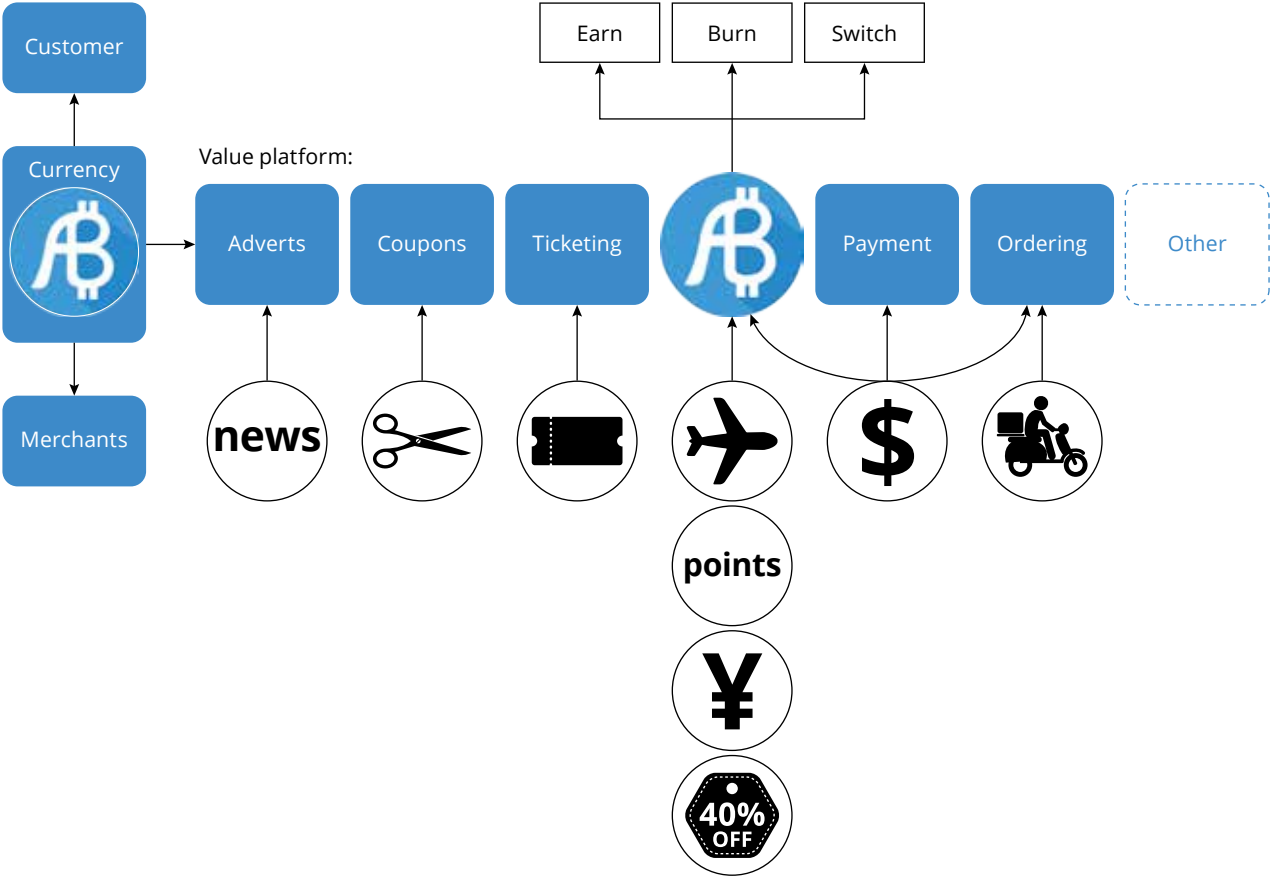 Customer
Earn
Burn
Switch
Currency
Value platform:
Adverts
Coupons
Ticketing
Payment
Ordering
Other
Merchants
news
$
points
¥
40%
OFF